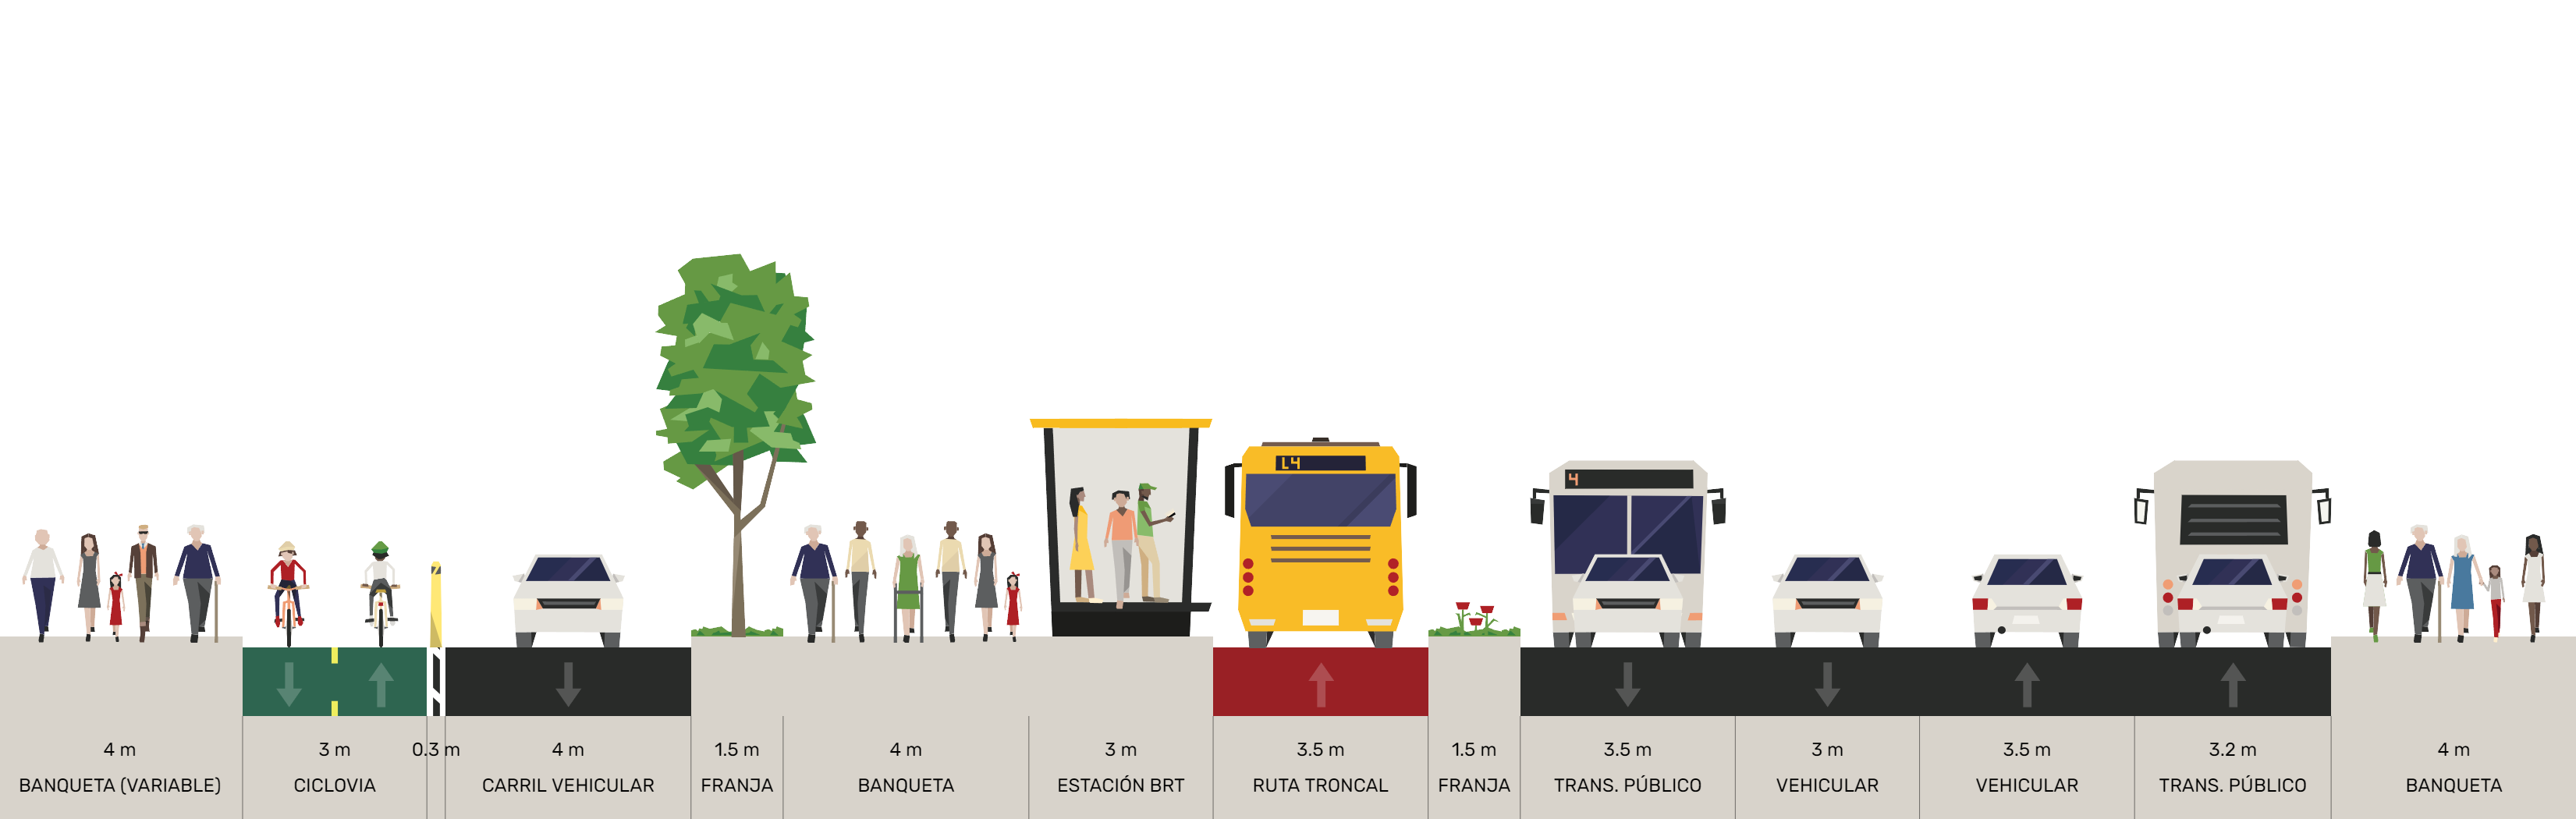 L4
4
4 m
3 m
0.3 m
4 m
1.5 m
4 m
3 m
3.5 m
1.5 m
3.5 m
3 m
3.5 m
3.2 m
4 m
BANQUETA (VARIABLE)
CICLOVIA
CARRIL VEHICULAR
FRANJA
BANQUETA
ESTACIÓN BRT
RUTA TRONCAL
FRANJA
TRANS. PÚBLICO
VEHICULAR
VEHICULAR
TRANS. PÚBLICO
BANQUETA